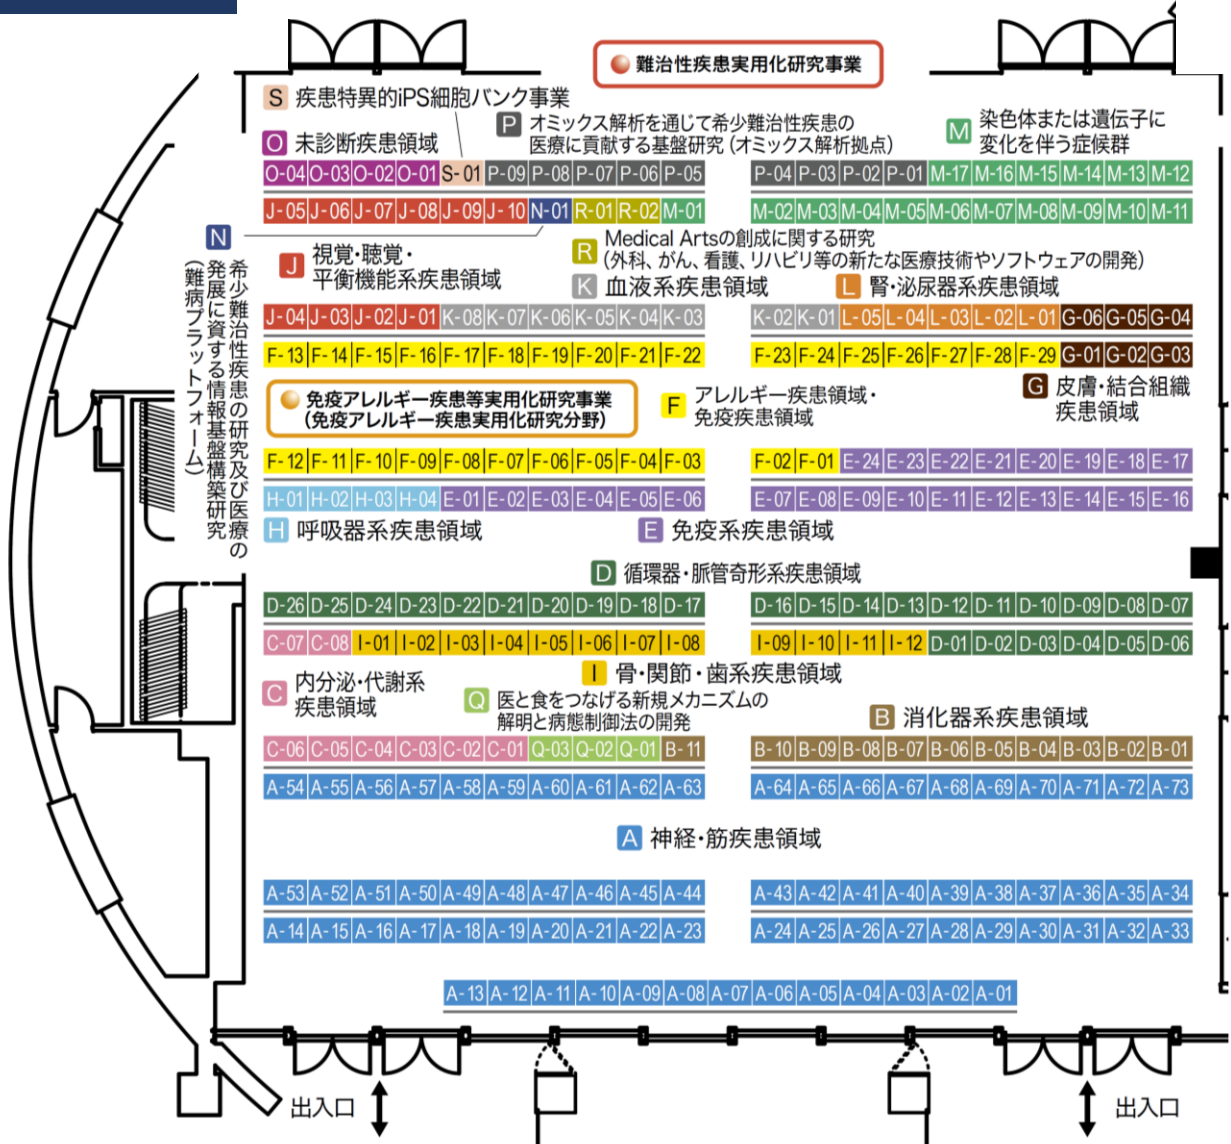 難治性疾患実用化研究事業
S 疾患特異的iPS細胞バンク事業
P オミックス解析を通じて希少難治性疾患の
医療に貢献する基盤研究（オミックス解析拠点）
M 染色体または遺伝子に
変化を伴う症候群
O 未診断疾患領域
O-04 O-03 O-02 O-01 S-01 P-09 P-08 P-07 P-06 P-05
P-04 P-03 P-02 P-01 M-17 M-16 M-15 M-14 M-13 M-12
J-05 J-06 J-07 J-08 J-09 J-10 N-01 R-01 R-02 M-01
M-02 M-03 M-04 M-05 M-06 M-07 M-08 M-09 M-10 M-11
N 希少難治性疾患の研究及び医療の
発展に資する情報基盤構築研究
（難病プラットフォーム）
J 視覚・聴覚・
平衡機能系疾患領域
R Medical Artsの創成に関する研究
（外科、がん、看護、リハビリ等の新たな医療技術やソフトウェアの開発）
K 血液系疾患領域
L 腎・泌尿器系疾患領域
J-04 J-03 J-02 J-01 K-08 K-07 K-06 K-05 K-04 K-03
K-02 K-01 L-05 L-04 L-03 L-02 L-01 G-06 G-05 G-04
F-13 F-14 F-15 F-16 F-17 F-18 F-19 F-20 F-21 F-22
F-23 F-24 F-25 F-26 F-27 F-28 F-29 G-01 G-02 G-03
免疫アレルギー疾患等実用化研究事業
（免疫アレルギー疾患実用化研究分野）
F アレルギー疾患領域・
免疫疾患領域
G 皮膚・結合組織
疾患領域
F-12 F-11 F-10 F-09 F-08 F-07 F-06 F-05 F-04 F-03
F-02 F-01 E-24 E-23 E-22 E-21 E-20 E-19 E-18 E-17
H-01 H-02 H-03 H-04 E-01 E-02 E-03 E-04 E-05 E-06
E-07 E-08 E-09 E-10 E-11 E-12 E-13 E-14 E-15 E-16
H 呼吸器系疾患領域
E 免疫系疾患領域
D 循環器・脈管奇形系疾患領域
D-26 D-25 D-24 D-23 D-22 D-21 D-20 D-19 D-18 D-17
D-16 D-15 D-14 D-13 D-12 D-11 D-10 D-09 D-08 D-07
C-07 C-08 I-01 I-02 I-03 I-04 I-05 I-06 I-07 I-08
I-09 I-10 I-11 I-12 D-01 D-02 D-03 D-04 D-05 D-06
I 骨・関節・歯系疾患領域
C 内分泌・代謝系
疾患領域
Q 医と食をつなげる新規メカニズムの
解明と病態制御法の開発
B 消化器系疾患領域
C-06 C-05 C-04 C-03 C-02 C-01 Q-03 Q-02 Q-01 B-11
B-10 B-09 B-08 B-07 B-06 B-05 B-04 B-03 B-02 B-01
A-54 A-55 A-56 A-57 A-58 A-59 A-60 A-61 A-62 A-63
A-64 A-65 A-66 A-67 A-68 A-69 A-70 A-71 A-72 A-73
A 神経・筋疾患領域
A-53 A-52 A-51 A-50 A-49 A-48 A-47 A-46 A-45 A-44
A-43 A-42 A-41 A-40 A-39 A-38 A-37 A-36 A-35 A-34
A-14 A-15 A-16 A-17 A-18 A-19 A-20 A-21 A-22 A-23
A-24 A-25 A-26 A-27 A-28 A-29 A-30 A-31 A-32 A-33
A-13 A-12 A-11 A-10 A-09 A-08 A-07 A-06 A-05 A-04 A-03 A-02 A-01
出入口
出入口